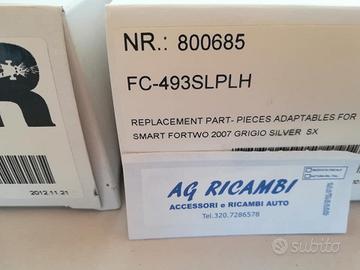 NR.: 800685
FC-493SLPLH
REPLACEMENT PART- PIECES ADAPTABLES FOR
SMART FORTWO 2007 GRIGIO SILVER SX
R
2012.11.21
AG RICAMBI
ACCESSORI e RICAMBI AUTO
Tel.320.7286578
subito